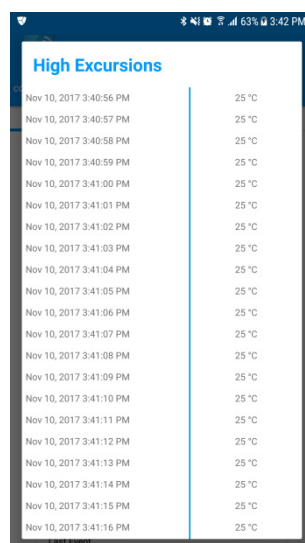 63% 3:42 PM
High Excursions
Nov 10, 2017 3:40:56 PM 25 °C
Nov 10, 2017 3:40:57 PM 25 °C
Nov 10, 2017 3:40:58 PM 25 °C
Nov 10, 2017 3:40:59 PM 25 °C
Nov 10, 2017 3:41:00 PM 25 °C
Nov 10, 2017 3:41:01 PM 25 °C
Nov 10, 2017 3:41:02 PM 25 °C
Nov 10, 2017 3:41:03 PM 25 °C
Nov 10, 2017 3:41:04 PM 25 °C
Nov 10, 2017 3:41:05 PM 25 °C
Nov 10, 2017 3:41:06 PM 25 °C
Nov 10, 2017 3:41:07 PM 25 °C
Nov 10, 2017 3:41:08 PM 25 °C
Nov 10, 2017 3:41:09 PM 25 °C
Nov 10, 2017 3:41:10 PM 25 °C
Nov 10, 2017 3:41:11 PM 25 °C
Nov 10, 2017 3:41:12 PM 25 °C
Nov 10, 2017 3:41:13 PM 25 °C
Nov 10, 2017 3:41:14 PM 25 °C
Nov 10, 2017 3:41:15 PM 25 °C
Nov 10, 2017 3:41:16 PM 25 °C
Last Event